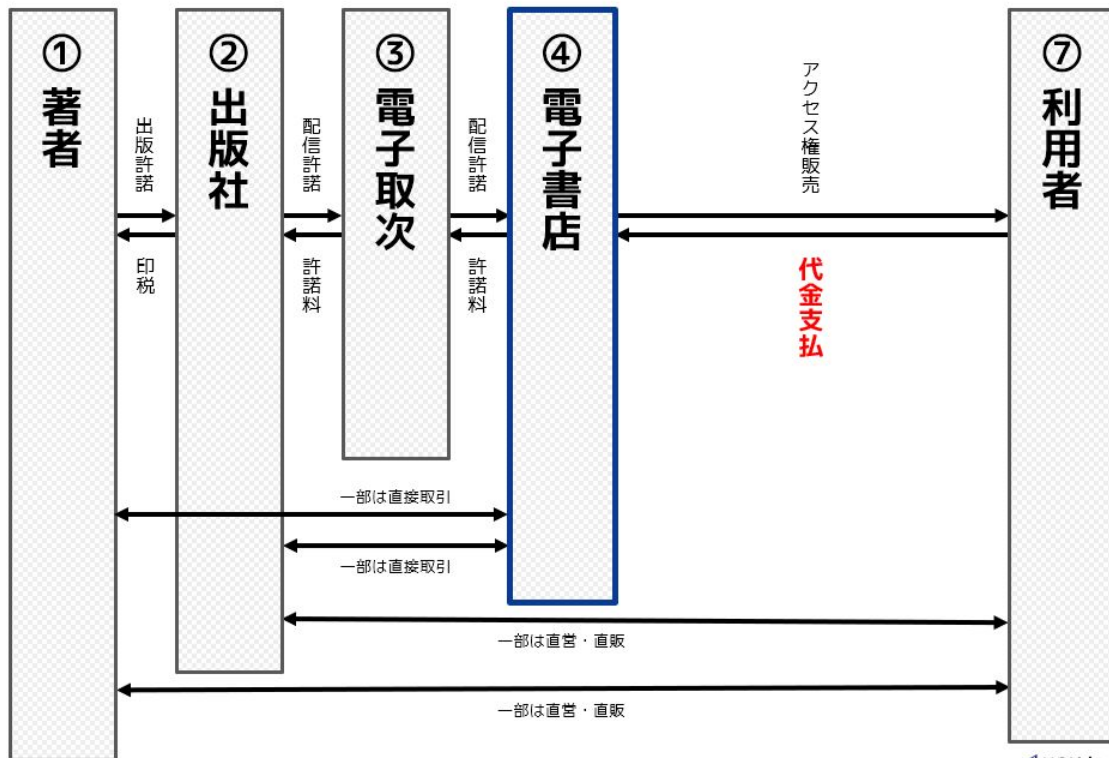 ①著者
②出版社
③電子取次
④電子書店
⑦利用者
出版許諾
配信許諾
配信許諾
アクセス権販売
印税
許諾料
許諾料
代金支払
一部は直接取引
一部は直接取引
一部は直営・直販
一部は直営・直販